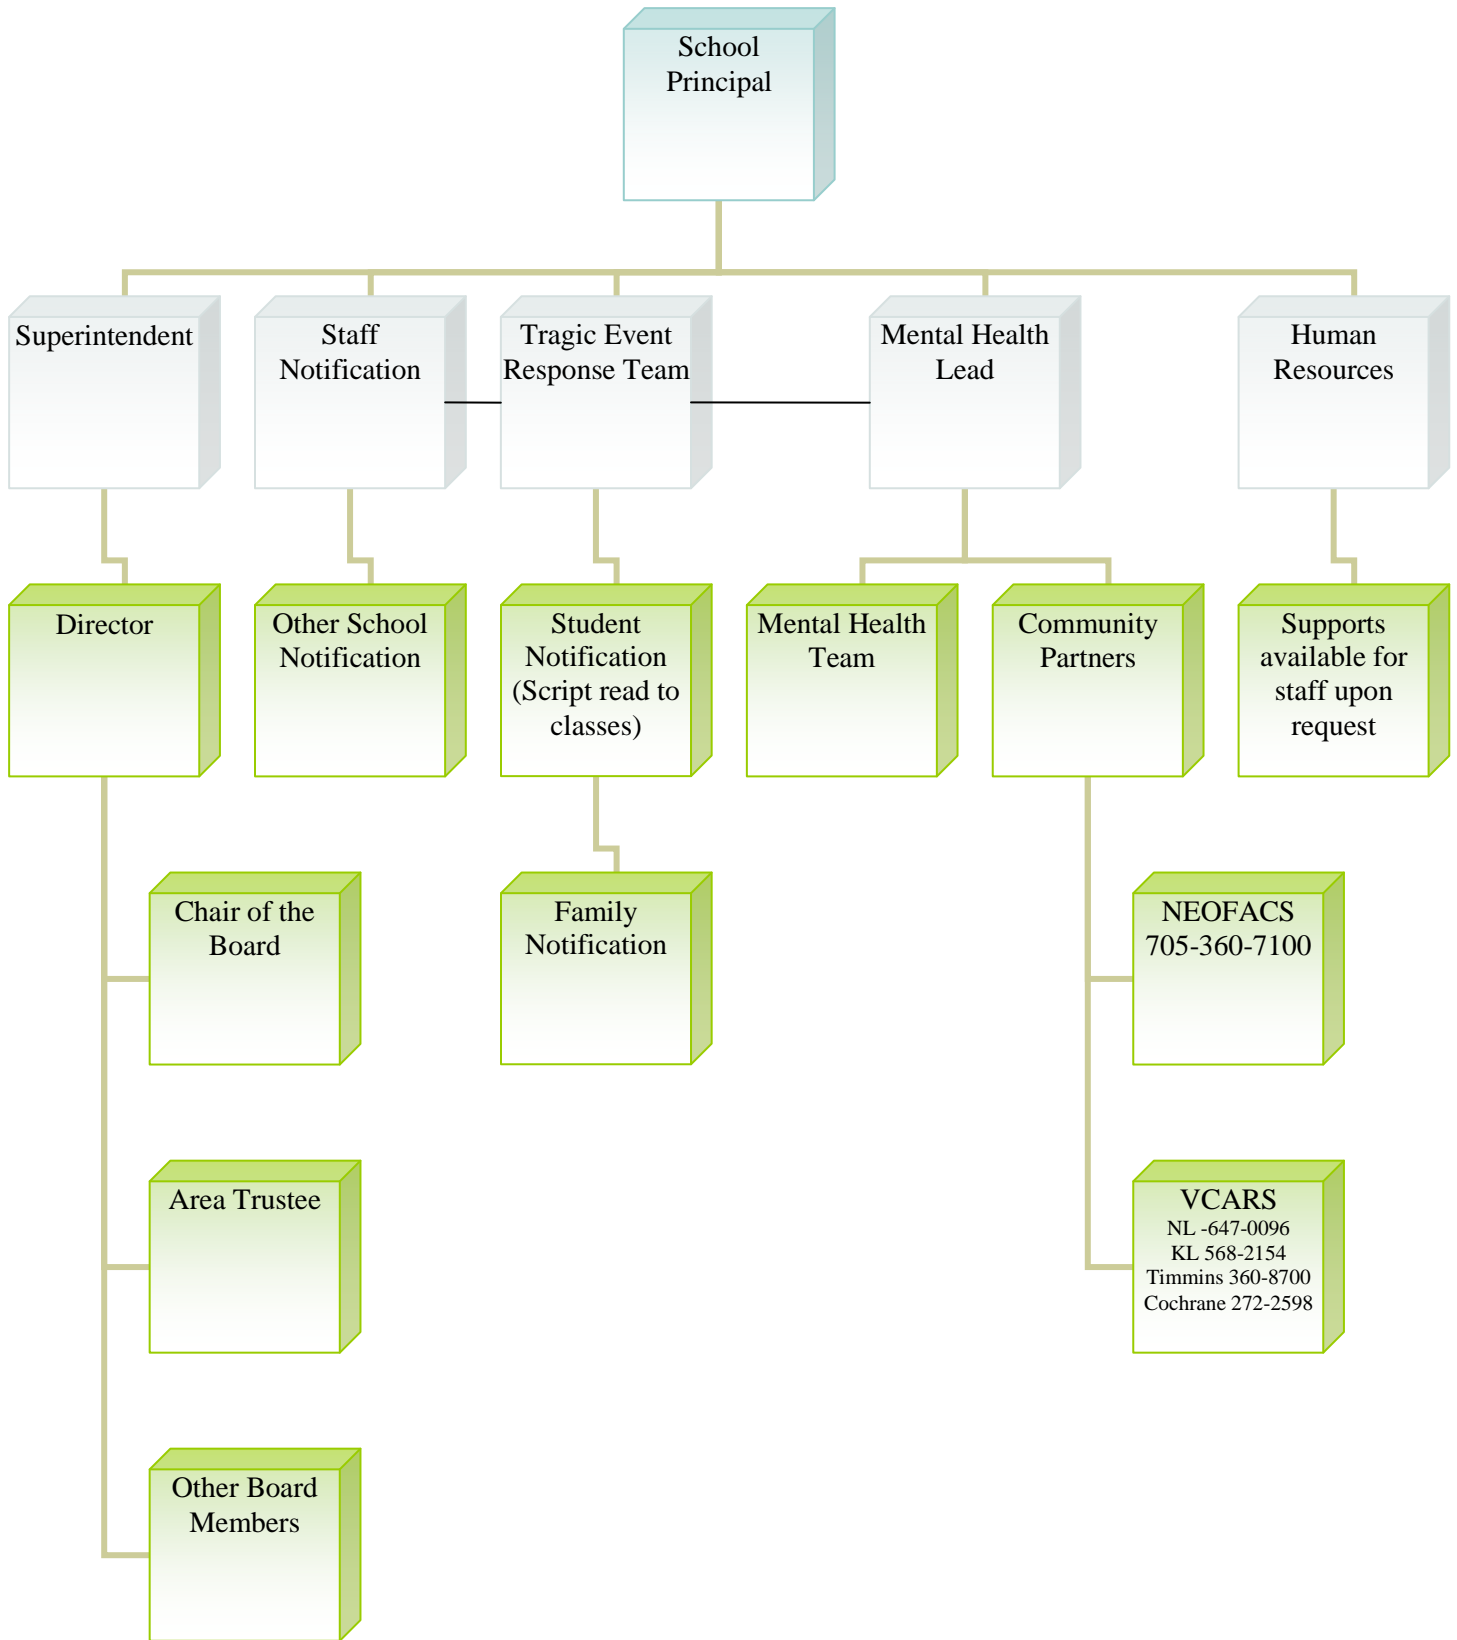 School
Principal
Superintendent
Staff
Notification
Tragic Event
Response Team
Mental Health
Lead
Human
Resources
Director
Other School
Notification
Student
Notification
(Script read to
classes)
Mental Health
Team
Community
Partners
Supports
available for
staff upon
request
Chair of the
Board
Family
Notification
NEOFACS
705-360-7100
Area Trustee
VCARS
NL -647-0096
KL 568-2154
Timmins 360-8700
Cochrane 272-2598
Other Board
Members